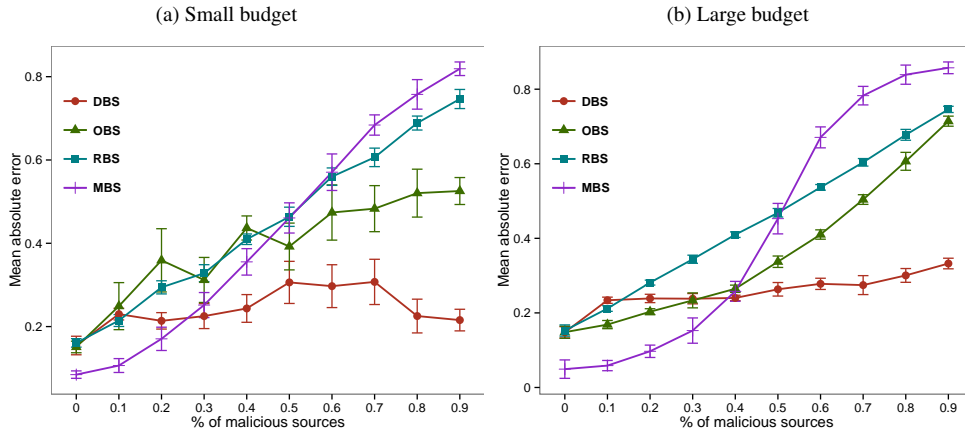 (a) Small budget
Mean absolute error
0.8
0.6
0.4
0.2
DBS
OBS
RBS
MBS
0 0.1 0.2 0.3 0.4 0.5 0.6 0.7 0.8 0.9
% of malicious sources
(b) Large budget
Mean absolute error
0.8
0.6
0.4
0.2
0
DBS
OBS
RBS
MBS
0 0.1 0.2 0.3 0.4 0.5 0.6 0.7 0.8 0.9
% of malicious sources